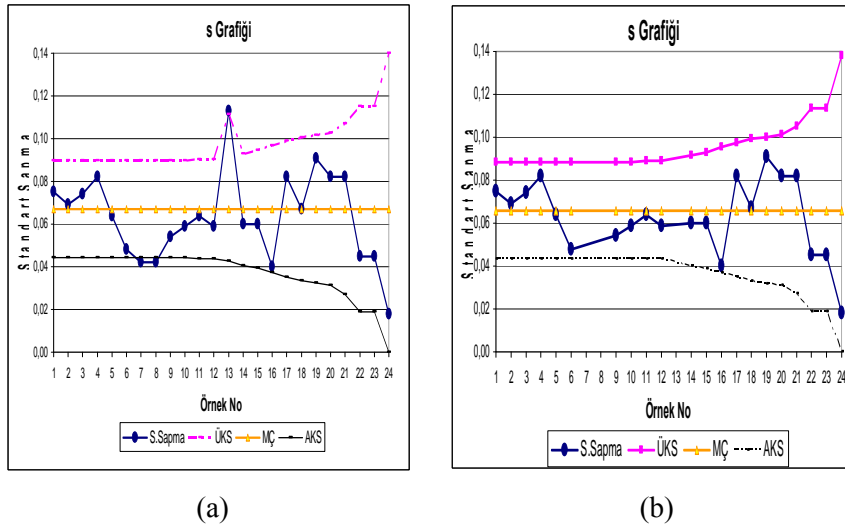 s Grafiği
0,14
0,12
0,10
0,08
0,06
0,04
0,02
0,00
Standart Sapma
1 2 3 4 5 6 7 8 9 10 11 12 13 14 15 16 17 18 19 20 21 22 23 24
Örnek No
S.Sapma ÜKS MÇ AKS
(a)
s Grafiği
0,14
0,12
0,10
0,08
0,06
0,04
0,02
0,00
Standart Sapma
1 2 3 4 5 6 7 8 9 10 11 12 13 14 15 16 17 18 19 20 21 22 23 24
Örnek No
S.Sapma ÜKS MÇ AKS
(b)